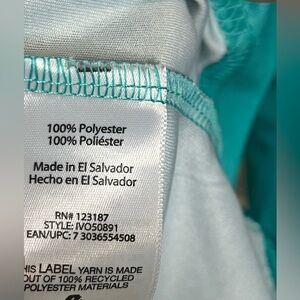 100% Polyester
100% Poliéster
Made in El Salvador
Hecho en El Salvador
RN# 123187
STYLE: IVO50891
EAN/UPC: 7 3036554508
HIS LABEL YARN IS MADE
OUT OF 100% RECYCLED
POLYESTER MATERIALS